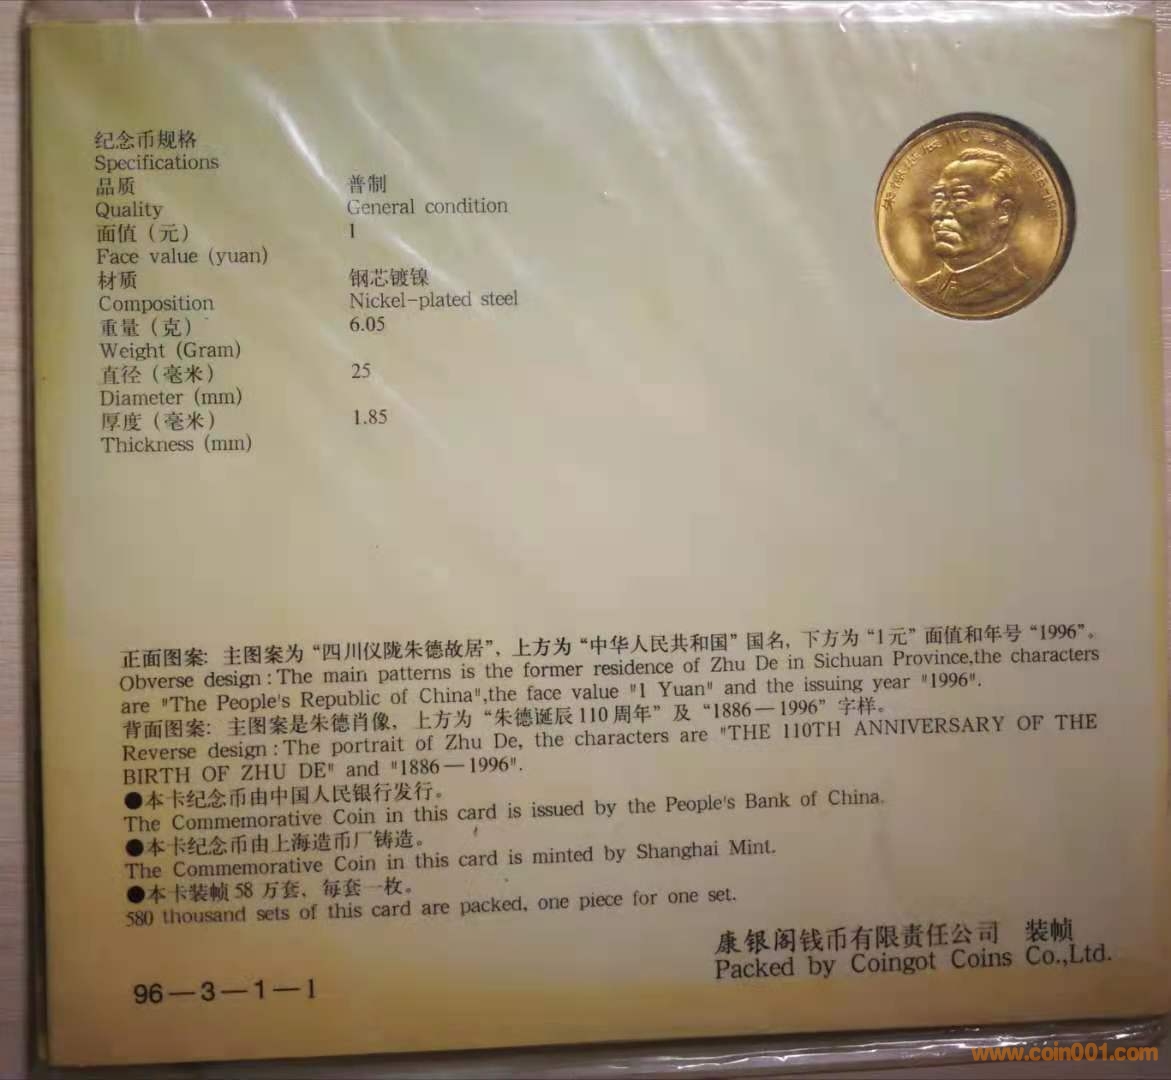 纪念币规格
Specifications
品质 普制
Quality General condition
面值（元） 1
Face value (yuan)
材质 钢芯镀镍
Composition Nickel-plated steel
重量（克） 6.05
Weight (Gram)
直径（毫米） 25
Diameter (mm)
厚度（毫米） 1.85
Thickness (mm)
朱德诞辰110周年 1886-1996
正面图案：主图案为“四川仪陇朱德故居”，上方为“中华人民共和国”国名，下方为“1元”面值和年号“1996”。
Obverse design:The main patterns is the former residence of Zhu De in Sichuan Province,the characters
are "The People's Republic of China",the face value "1 Yuan" and the issuing year "1996".
背面图案：主图案是朱德肖像，上方为“朱德诞辰110周年”及“1886—1996”字样。
Reverse design:The portrait of Zhu De, the characters are "THE 110TH ANNIVERSARY OF THE
BIRTH OF ZHU DE" and "1886—1996".
●本卡纪念币由中国人民银行发行。
The Commemorative Coin in this card is issued by the People's Bank of China.
●本卡纪念币由上海造币厂铸造。
The Commemorative Coin in this card is minted by Shanghai Mint.
●本卡装帧58万套，每套一枚。
580 thousand sets of this card are packed, one piece for one set.
康银阁钱币有限责任公司 装帧
Packed by Coingot Coins Co.,Ltd.
96—3—1—1
www.coin001.com